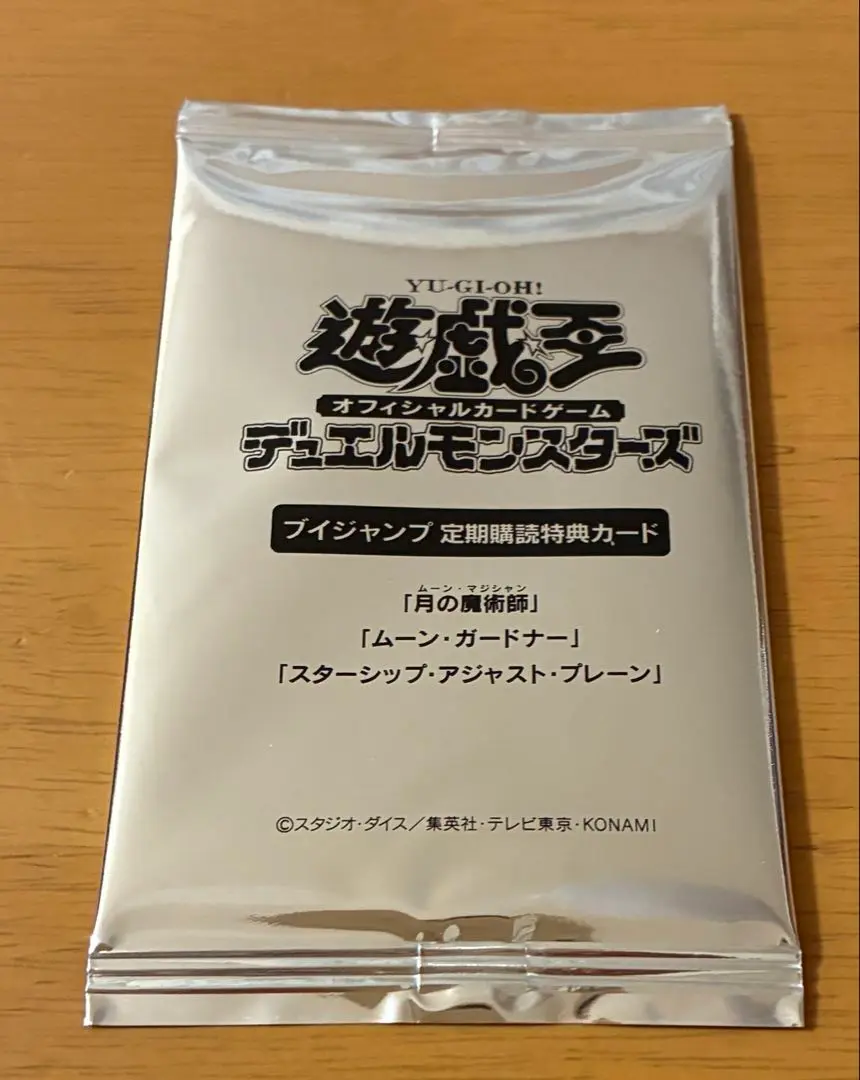 YU-GI-OH!
遊戯王
オフィシャルカードゲーム
デュエルモンスターズ
ブイジャンプ 定期購読特典カード
ムーン・マジシャン
「月の魔術師」
「ムーン・ガードナー」
「スターシップ・アジャスト・プレーン」
©スタジオ・ダイス／集英社・テレビ東京・KONAMI